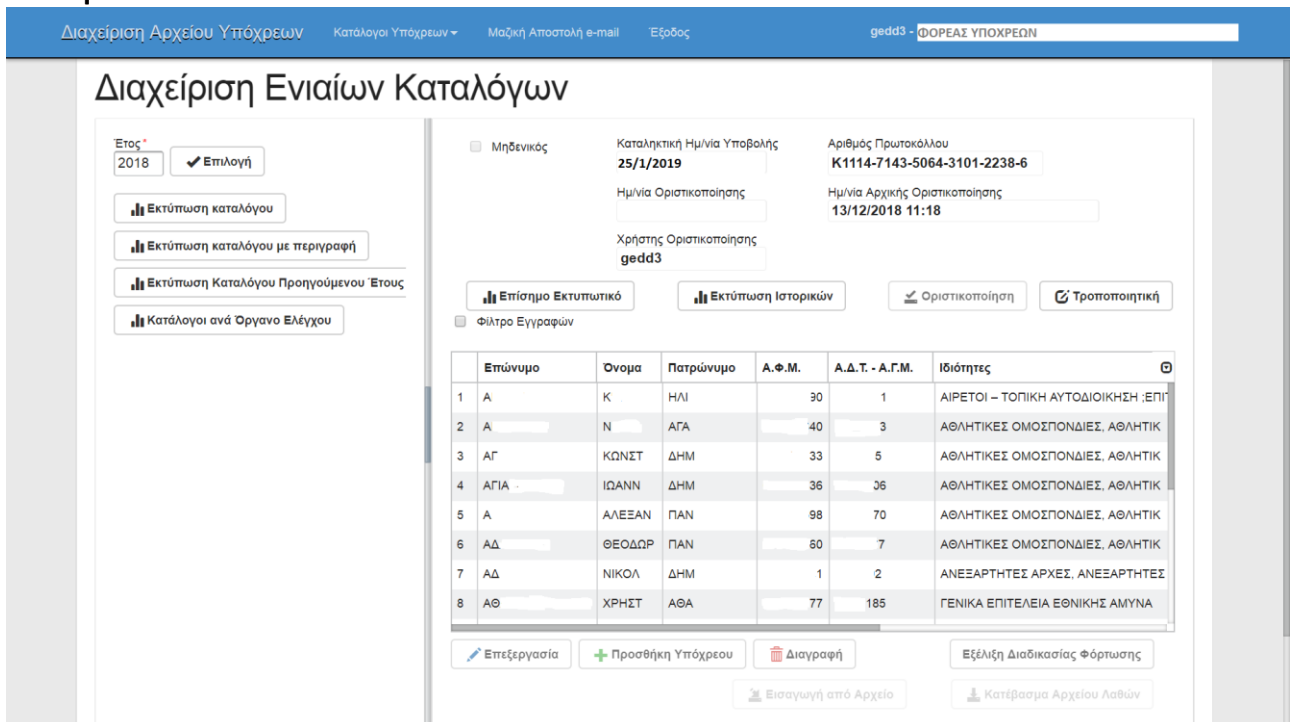 Διαχείριση Αρχείου Υπόχρεων Κατάλογοι Υπόχρεων Μαζική Αποστολή e-mail Έξοδος gedd3 - ΦΟΡΕΑΣ ΥΠΟΧΡΕΩΝ
Διαχείριση Ενιαίων Καταλόγων
Έτος *
2018 Επιλογή
Εκτύπωση καταλόγου
Εκτύπωση καταλόγου με περιγραφή
Εκτύπωση Καταλόγου Προηγούμενου Έτους
Κατάλογοι ανά Όργανο Ελέγχου
Μηδενικός Καταληκτική Ημ/νία Υποβολής Αριθμός Πρωτοκόλλου
25/1/2019 K1114-7143-5064-3101-2238-6
Ημ/νία Οριστικοποίησης Ημ/νία Αρχικής Οριστικοποίησης
13/12/2018 11:18
Χρήστης Οριστικοποίησης
gedd3
Επίσημο Εκτυπωτικό Εκτύπωση Ιστορικών Οριστικοποίηση Τροποποιητική
Φίλτρο Εγγραφών
Επώνυμο Όνομα Πατρώνυμο Α.Φ.Μ. Α.Δ.Τ. - Α.Γ.Μ. Ιδιότητες
1 Α Κ ΗΛΙ 90 1 ΑΙΡΕΤΟΙ – ΤΟΠΙΚΗ ΑΥΤΟΔΙΟΙΚΗΣΗ ;ΕΠΙΤ
2 Α Ν ΑΓΑ 40 3 ΑΘΛΗΤΙΚΕΣ ΟΜΟΣΠΟΝΔΙΕΣ, ΑΘΛΗΤΙΚ
3 ΑΓ ΚΩΝΣΤ ΔΗΜ 33 5 ΑΘΛΗΤΙΚΕΣ ΟΜΟΣΠΟΝΔΙΕΣ, ΑΘΛΗΤΙΚ
4 ΑΓΙΑ ΙΩΑΝΝ ΔΗΜ 36 06 ΑΘΛΗΤΙΚΕΣ ΟΜΟΣΠΟΝΔΙΕΣ, ΑΘΛΗΤΙΚ
5 Α ΑΛΕΞΑΝ ΠΑΝ 98 70 ΑΘΛΗΤΙΚΕΣ ΟΜΟΣΠΟΝΔΙΕΣ, ΑΘΛΗΤΙΚ
6 ΑΔ ΘΕΟΔΩΡ ΠΑΝ 60 7 ΑΘΛΗΤΙΚΕΣ ΟΜΟΣΠΟΝΔΙΕΣ, ΑΘΛΗΤΙΚ
7 ΑΔ ΝΙΚΟΛ ΔΗΜ 1 2 ΑΝΕΞΑΡΤΗΤΕΣ ΑΡΧΕΣ, ΑΝΕΞΑΡΤΗΤΕΣ
8 ΑΘ ΧΡΗΣΤ ΑΘΑ 77 185 ΓΕΝΙΚΑ ΕΠΙΤΕΛΕΙΑ ΕΘΝΙΚΗΣ ΑΜΥΝΑ
Επεξεργασία Προσθήκη Υπόχρεου Διαγραφή Εξέλιξη Διαδικασίας Φόρτωσης
Εισαγωγή από Αρχείο Κατέβασμα Αρχείου Λαθών